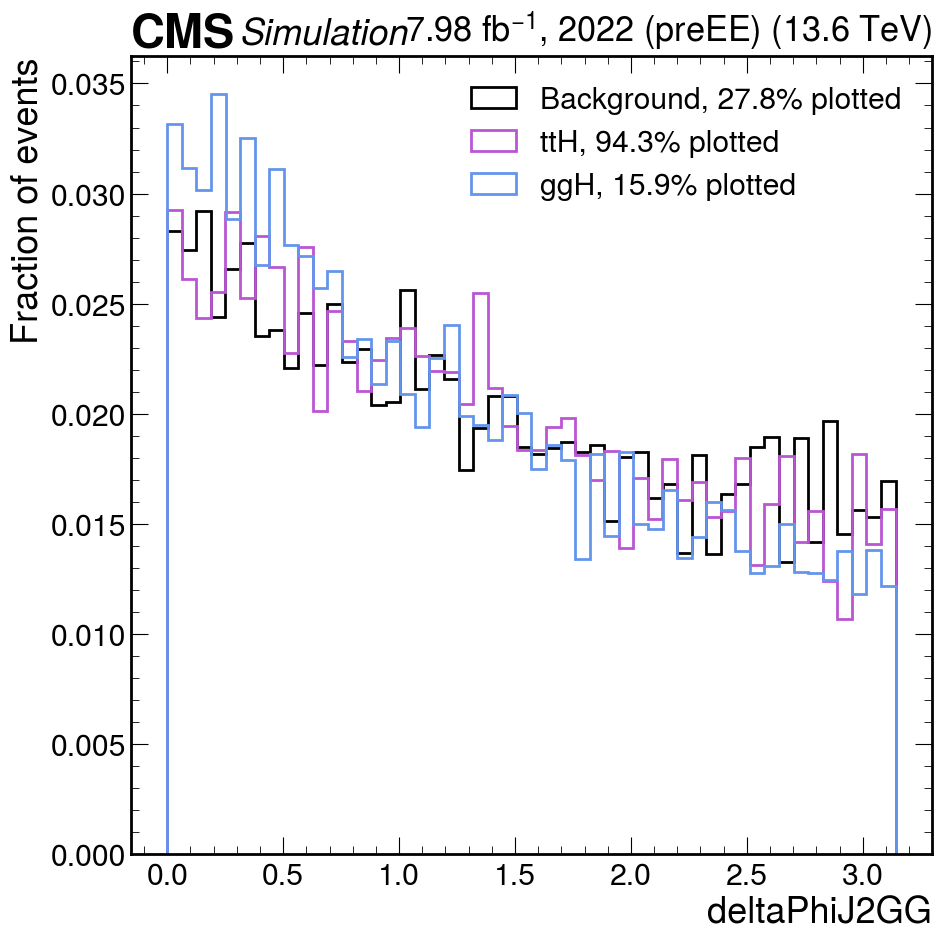 CMS Simulation 7.98 fb⁻¹, 2022 (preEE) (13.6 TeV)
Fraction of events
0.035
0.030
0.025
0.020
0.015
0.010
0.005
0.000
Background, 27.8% plotted
ttH, 94.3% plotted
ggH, 15.9% plotted
0.0 0.5 1.0 1.5 2.0 2.5 3.0
deltaPhiJ2GG